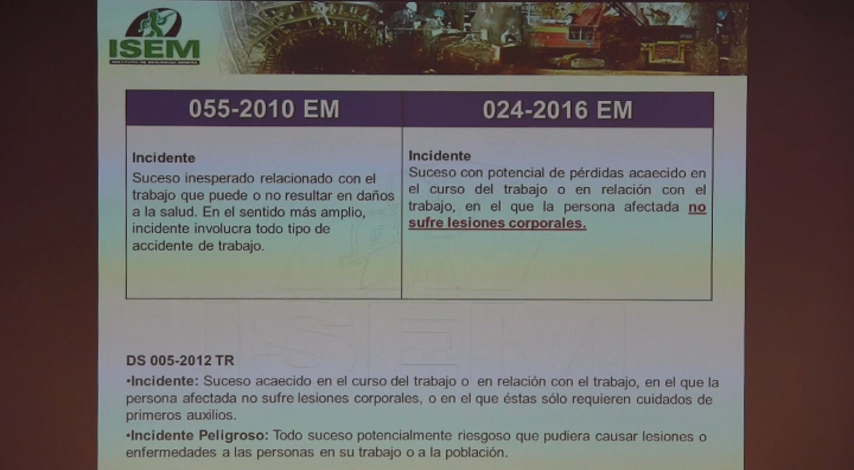 ISEM
INSTITUTO DE SEGURIDAD MINERA
055-2010 EM
024-2016 EM
Incidente
Suceso inesperado relacionado con el
trabajo que puede o no resultar en daños
a la salud. En el sentido más amplio,
incidente involucra todo tipo de
accidente de trabajo.
Incidente
Suceso con potencial de pérdidas acaecido en
el curso del trabajo o en relación con el
trabajo, en el que la persona afectada no
sufre lesiones corporales.
ISEM
DS 005-2012 TR
•Incidente: Suceso acaecido en el curso del trabajo o en relación con el trabajo, en el que la
persona afectada no sufre lesiones corporales, o en el que éstas sólo requieren cuidados de
primeros auxilios.
•Incidente Peligroso: Todo suceso potencialmente riesgoso que pudiera causar lesiones o
enfermedades a las personas en su trabajo o a la población.